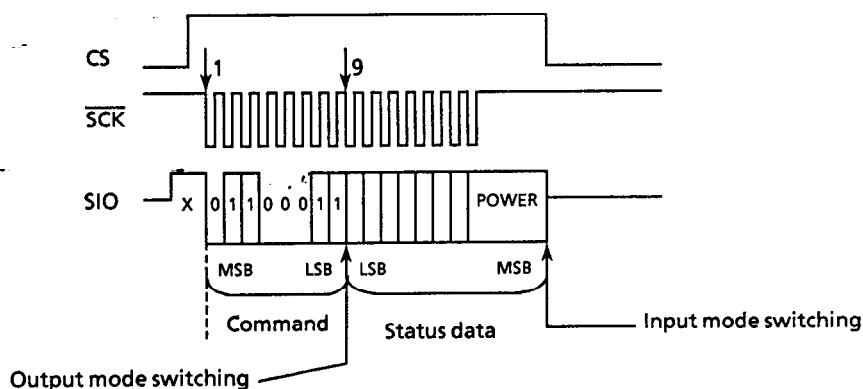 CS
1 9
SCK
SIO X 0 1 1 0 0 0 1 1 POWER
MSB LSB LSB MSB
Command Status data Input mode switching
Output mode switching